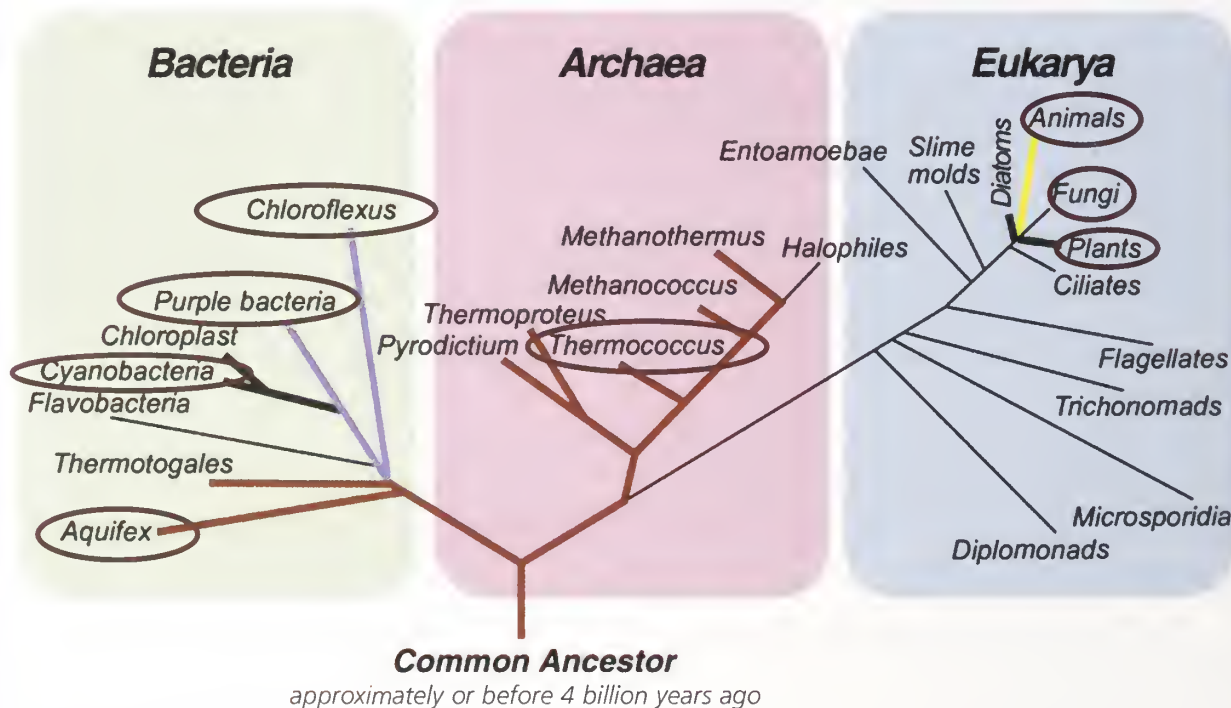 Bacteria
Chloroflexus
Purple bacteria
Chloroplast
Cyanobacteria
Flavobacteria
Thermotogales
Aquifex
Archaea
Methanothermus
Halophiles
Methanococcus
Thermoproteus
Pyrodictium
Thermococcus
Eukarya
Animals
Entoamoebae
Slime
molds
Diatoms
Fungi
Plants
Ciliates
Flagellates
Trichonomads
Microsporidia
Diplomonads
Common Ancestor
approximately or before 4 billion years ago